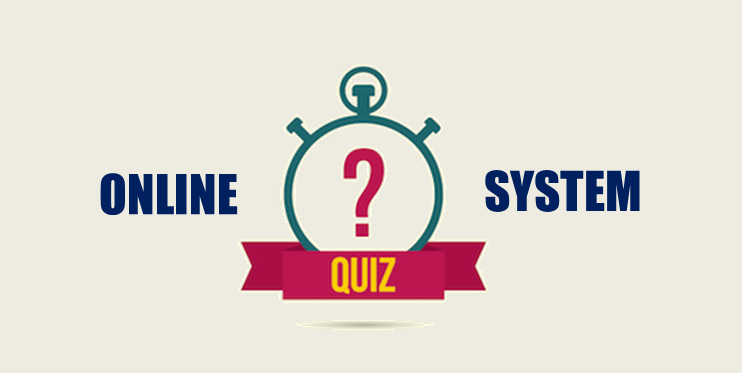 ONLINE
?
QUIZ
SYSTEM